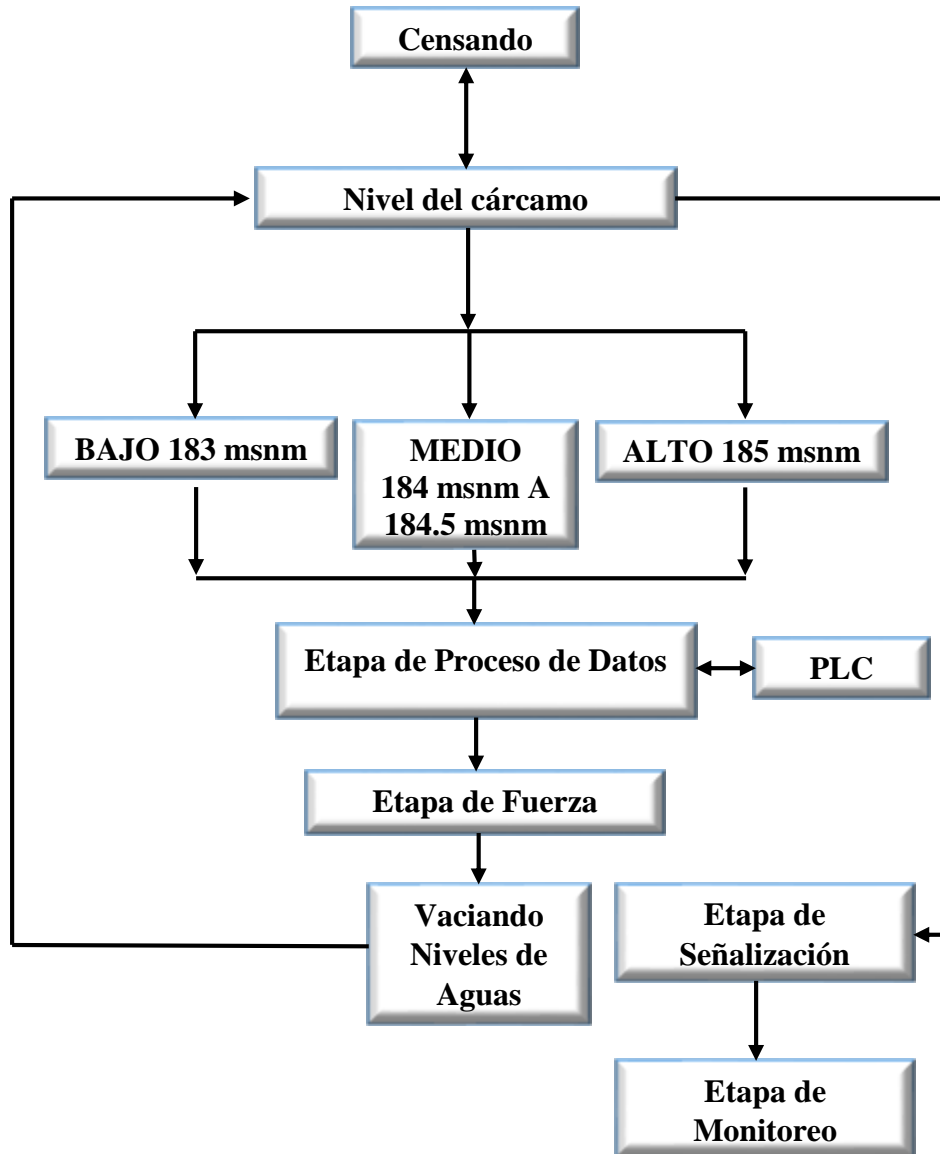 Censando
Nivel del cárcamo
BAJO 183 msnm
MEDIO
184 msnm A
184.5 msnm
ALTO 185 msnm
Etapa de Proceso de Datos
PLC
Etapa de Fuerza
Vaciando
Niveles de
Aguas
Etapa de
Señalización
Etapa de
Monitoreo